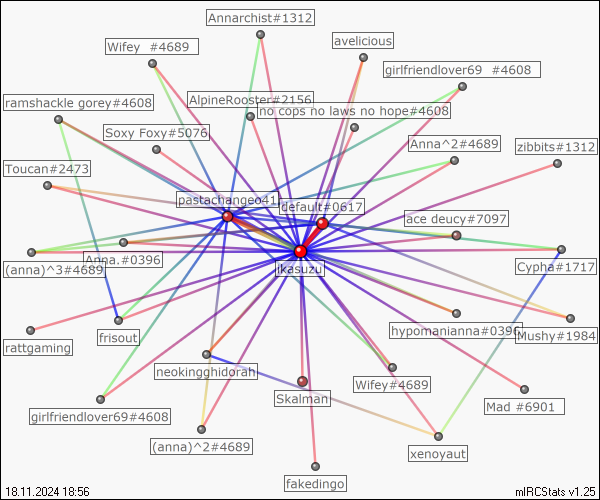 Annarchist#1312
avelicious
Wifey  #4689
girlfriendlover69  #4608
ramshackle gorey#4608
AlpineRooster#2156
no cops no laws no hope#4608
Soxy Foxy#5076
Anna^2#4689
zibbits#1312
Toucan#2473
pastachangeo41
default#0617
ace deucy#7097
(anna)^3#4689
Anna.#0396
ikasuzu
Cypha#1717
rattgaming
frisout
hypomanianna#0396
Mushy#1984
neokingghidorah
Wifey#4689
Skalman
Mad #6901
girlfriendlover69#4608
(anna)^2#4689
xenoyaut
fakedingo
18.11.2024 18:56
mIRCStats v1.25